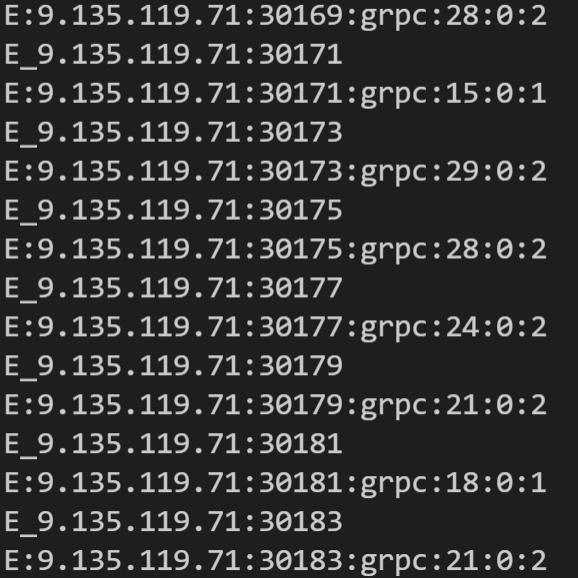 E:9.135.119.71:30169:grpc:28:0:2
E_9.135.119.71:30171
E:9.135.119.71:30171:grpc:15:0:1
E_9.135.119.71:30173
E:9.135.119.71:30173:grpc:29:0:2
E_9.135.119.71:30175
E:9.135.119.71:30175:grpc:28:0:2
E_9.135.119.71:30177
E:9.135.119.71:30177:grpc:24:0:2
E_9.135.119.71:30179
E:9.135.119.71:30179:grpc:21:0:2
E_9.135.119.71:30181
E:9.135.119.71:30181:grpc:18:0:1
E_9.135.119.71:30183
E:9.135.119.71:30183:grpc:21:0:2